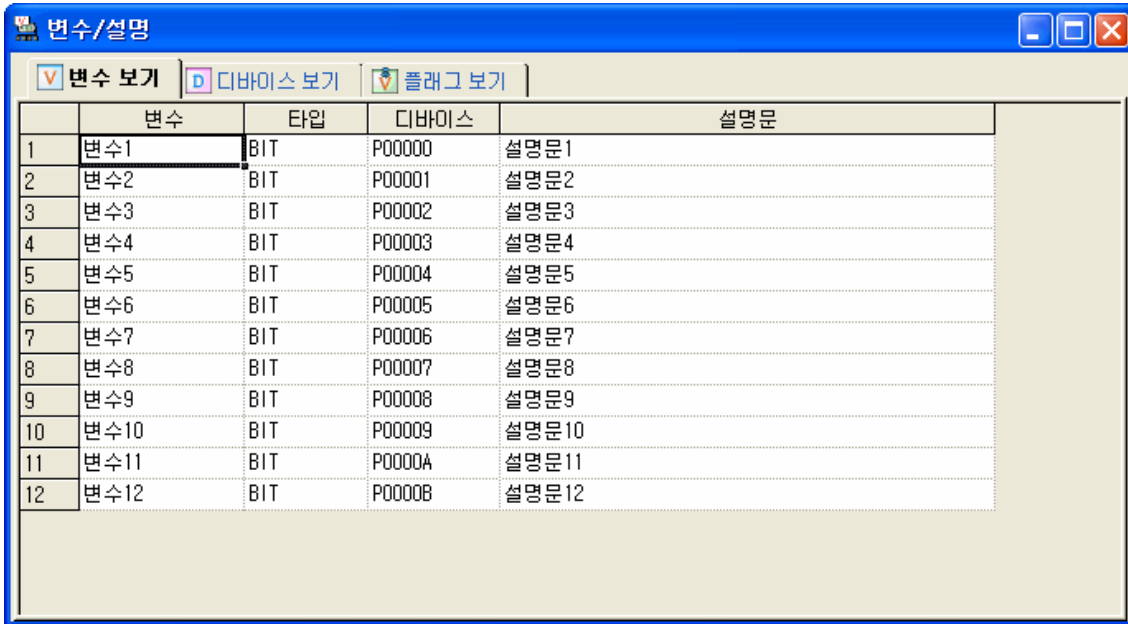 변수/설명
V 변수 보기 D 디바이스 보기 V 플래그 보기
변수 타입 디바이스 설명문
1 변수1 BIT P00000 설명문1
2 변수2 BIT P00001 설명문2
3 변수3 BIT P00002 설명문3
4 변수4 BIT P00003 설명문4
5 변수5 BIT P00004 설명문5
6 변수6 BIT P00005 설명문6
7 변수7 BIT P00006 설명문7
8 변수8 BIT P00007 설명문8
9 변수9 BIT P00008 설명문9
10 변수10 BIT P00009 설명문10
11 변수11 BIT P0000A 설명문11
12 변수12 BIT P0000B 설명문12